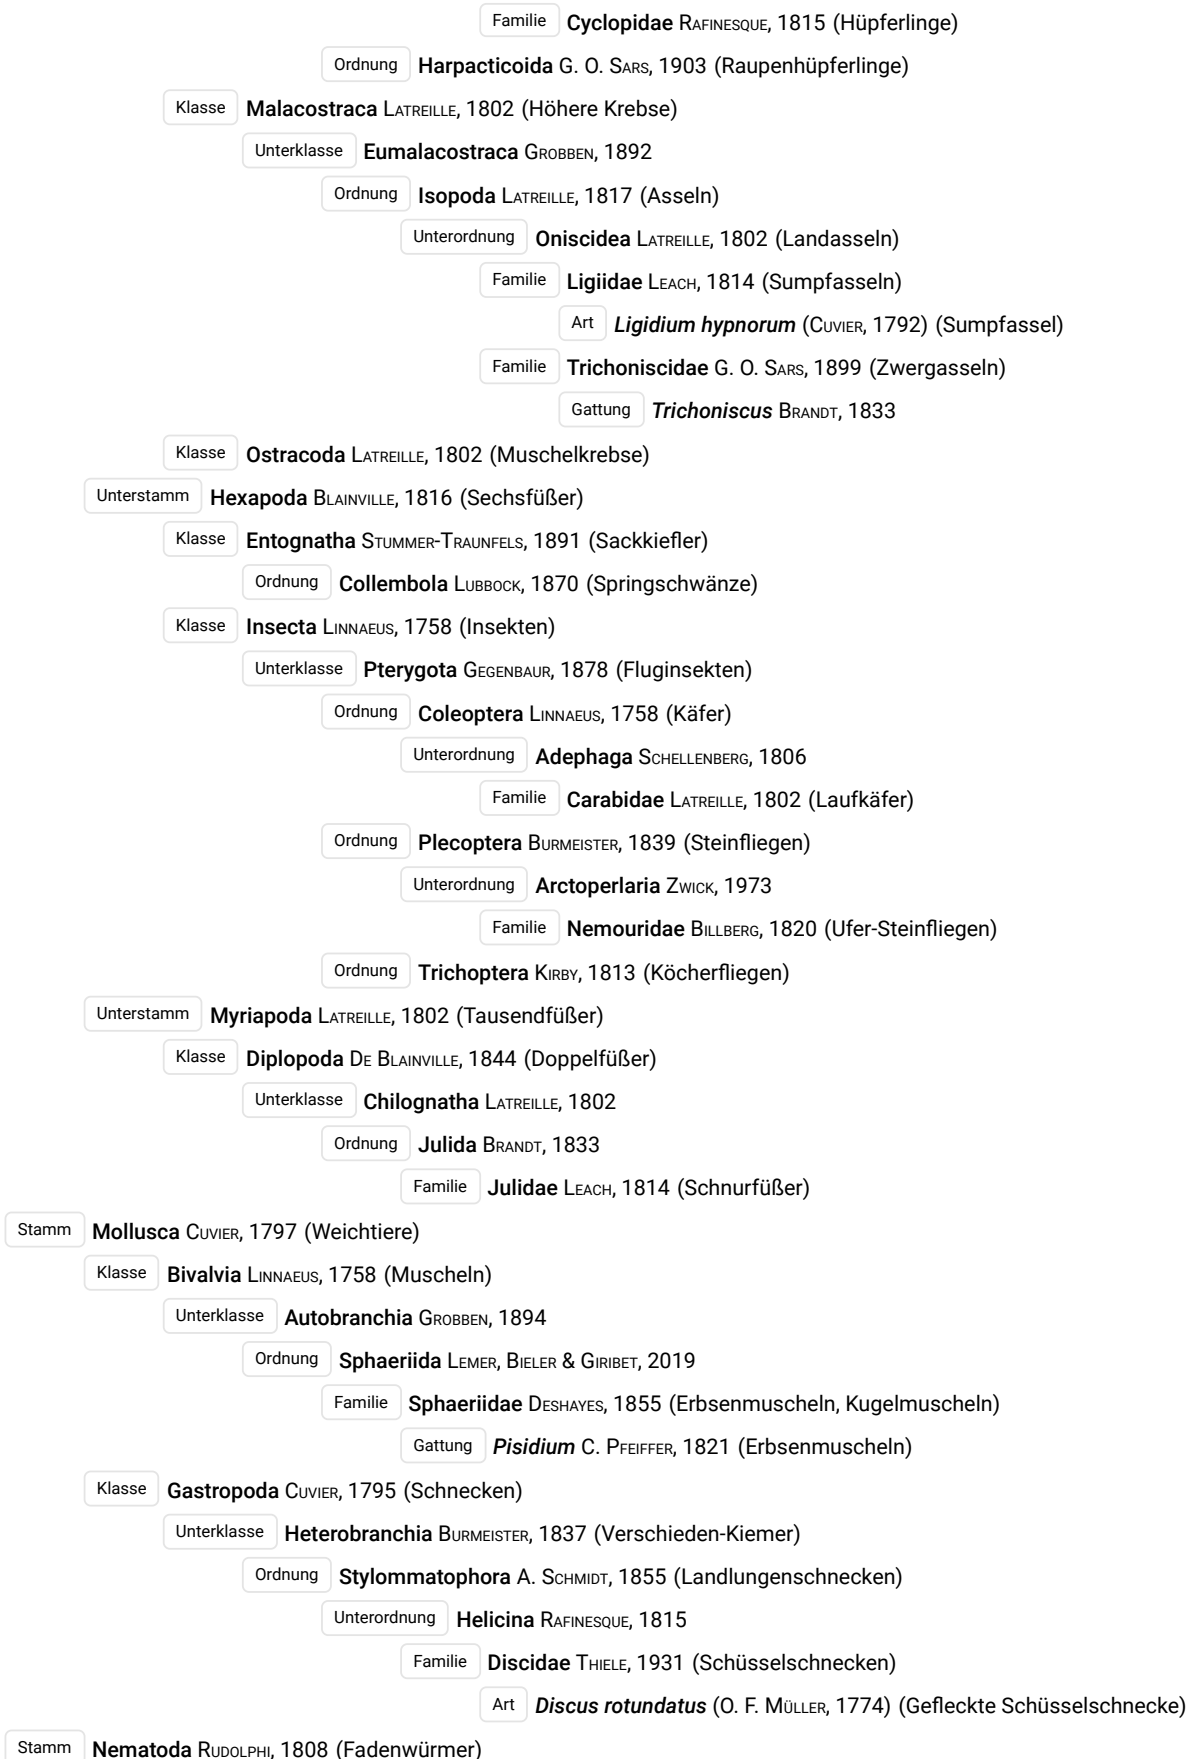 Familie Cyclopidae Rafinesque, 1815 (Hüpferlinge)
Ordnung Harpacticoida G. O. Sars, 1903 (Raupenhüpferlinge)
Klasse Malacostraca Latreille, 1802 (Höhere Krebse)
Unterklasse Eumalacostraca Grobben, 1892
Ordnung Isopoda Latreille, 1817 (Asseln)
Unterordnung Oniscidea Latreille, 1802 (Landasseln)
Familie Ligiidae Leach, 1814 (Sumpfasseln)
Art Ligidium hypnorum (Cuvier, 1792) (Sumpfassel)
Familie Trichoniscidae G. O. Sars, 1899 (Zwergasseln)
Gattung Trichoniscus Brandt, 1833
Klasse Ostracoda Latreille, 1802 (Muschelkrebse)
Unterstamm Hexapoda Blainville, 1816 (Sechsfüßer)
Klasse Entognatha Stummer-Traunfels, 1891 (Sackkiefler)
Ordnung Collembola Lubbock, 1870 (Springschwänze)
Klasse Insecta Linnaeus, 1758 (Insekten)
Unterklasse Pterygota Gegenbaur, 1878 (Fluginsekten)
Ordnung Coleoptera Linnaeus, 1758 (Käfer)
Unterordnung Adephaga Schellenberg, 1806
Familie Carabidae Latreille, 1802 (Laufkäfer)
Ordnung Plecoptera Burmeister, 1839 (Steinfliegen)
Unterordnung Arctoperlaria Zwick, 1973
Familie Nemouridae Billberg, 1820 (Ufer-Steinfliegen)
Ordnung Trichoptera Kirby, 1813 (Köcherfliegen)
Unterstamm Myriapoda Latreille, 1802 (Tausendfüßer)
Klasse Diplopoda De Blainville, 1844 (Doppelfüßer)
Unterklasse Chilognatha Latreille, 1802
Ordnung Julida Brandt, 1833
Familie Julidae Leach, 1814 (Schnurfüßer)
Stamm Mollusca Cuvier, 1797 (Weichtiere)
Klasse Bivalvia Linnaeus, 1758 (Muscheln)
Unterklasse Autobranchia Grobben, 1894
Ordnung Sphaeriida Lemer, Bieler & Giribet, 2019
Familie Sphaeriidae Deshayes, 1855 (Erbsenmuscheln, Kugelmuscheln)
Gattung Pisidium C. Pfeiffer, 1821 (Erbsenmuscheln)
Klasse Gastropoda Cuvier, 1795 (Schnecken)
Unterklasse Heterobranchia Burmeister, 1837 (Verschieden-Kiemer)
Ordnung Stylommatophora A. Schmidt, 1855 (Landlungenschnecken)
Unterordnung Helicina Rafinesque, 1815
Familie Discidae Thiele, 1931 (Schüsselschnecken)
Art Discus rotundatus (O. F. Müller, 1774) (Gefleckte Schüsselschnecke)
Stamm Nematoda Rudolphi, 1808 (Fadenwürmer)